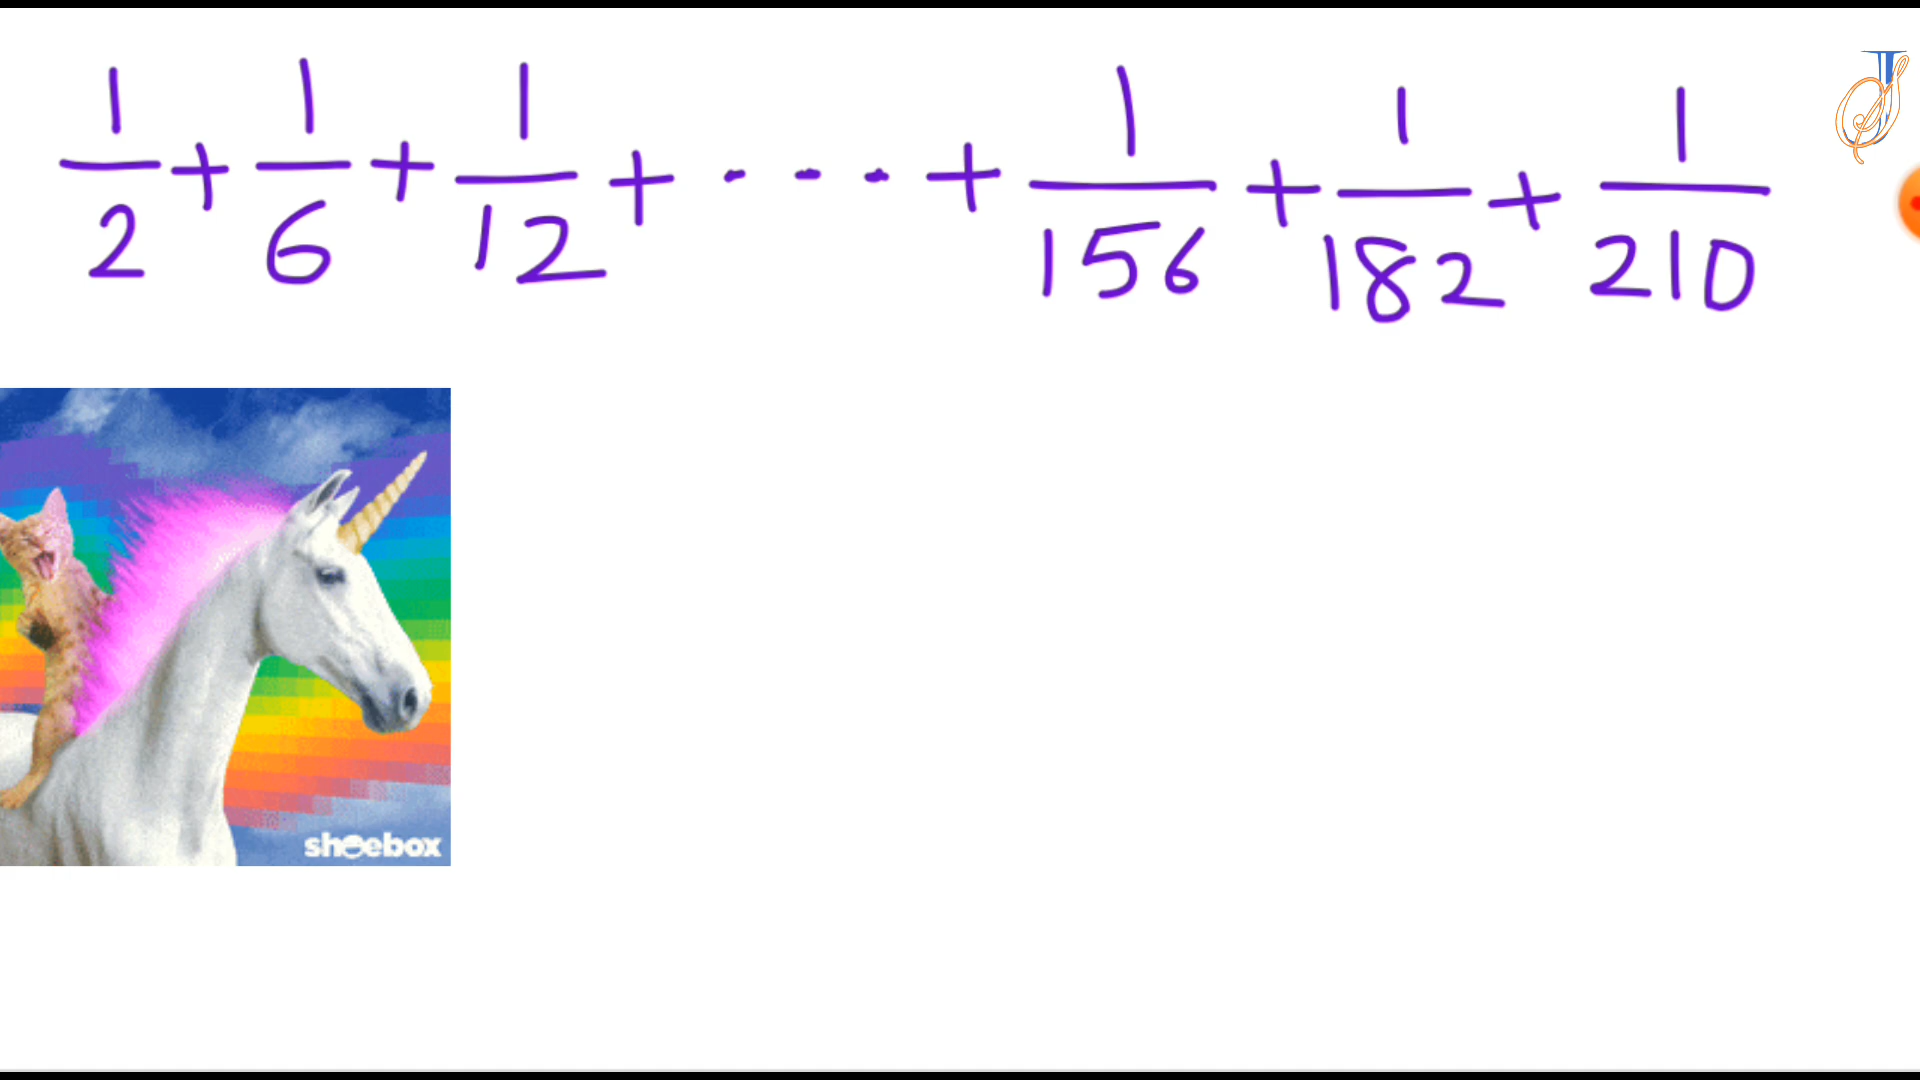 1/2 + 1/6 + 1/12 + ... + 1/156 + 1/182 + 1/210
shoebox